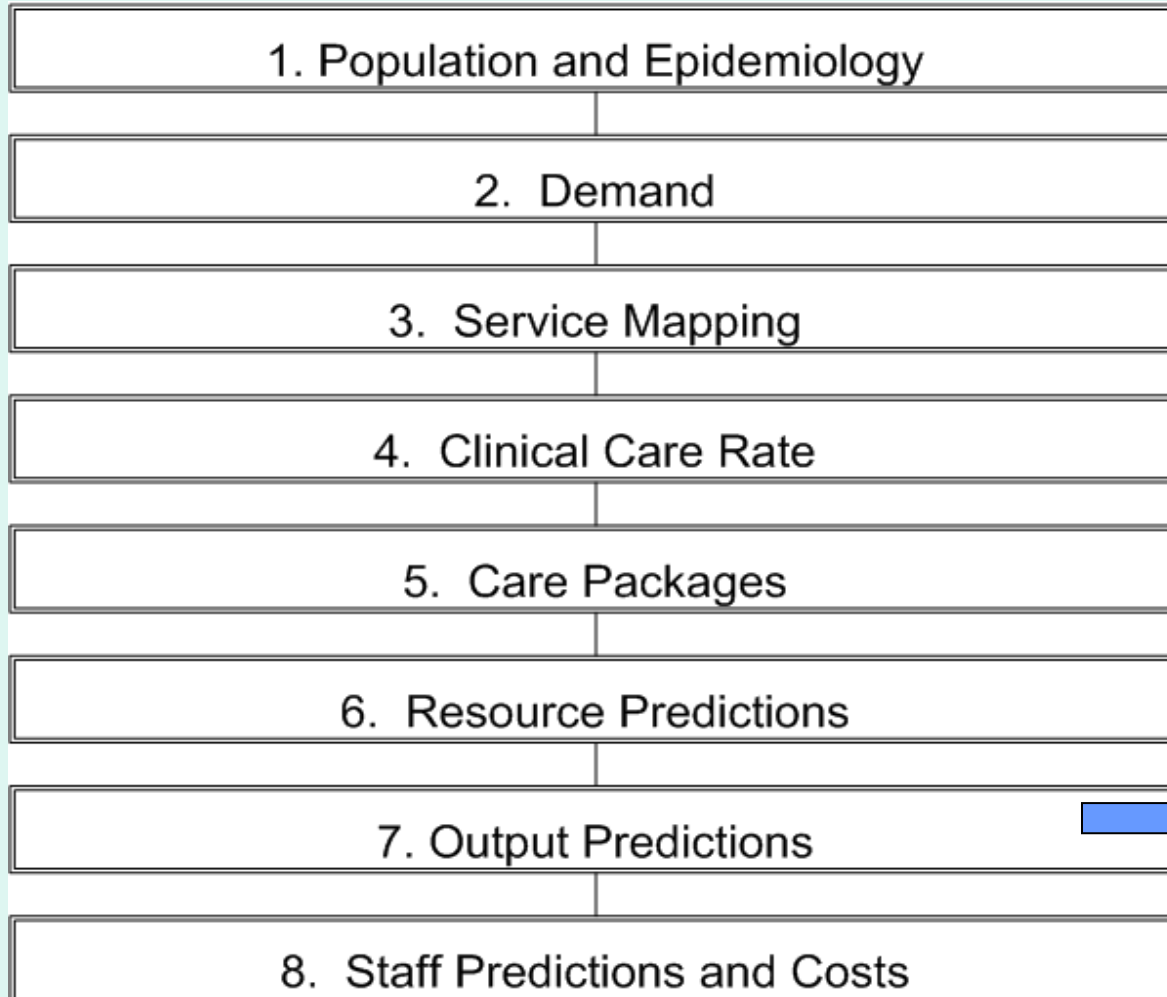 1. Population and Epidemiology
2. Demand
3. Service Mapping
4. Clinical Care Rate
5. Care Packages
6. Resource Predictions
7. Output Predictions
8. Staff Predictions and Costs